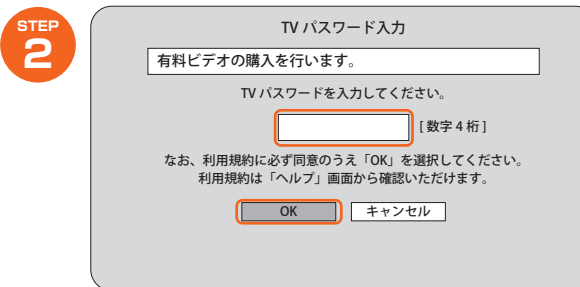 STEP
2
TV パスワード入力
有料ビデオの購入を行います。
TV パスワードを入力してください。
[ 数字 4 桁 ]
なお、利用規約に必ず同意のうえ「OK」を選択してください。
利用規約は「ヘルプ」画面から確認いただけます。
OK キャンセル